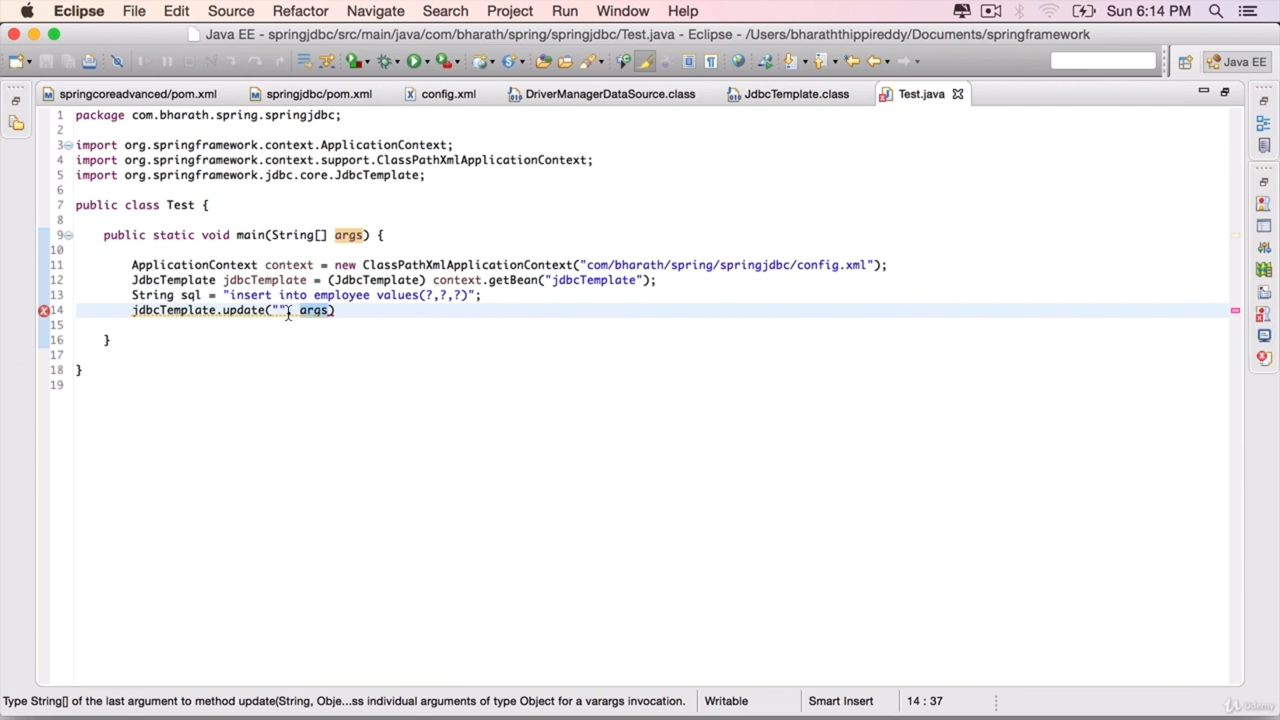 Eclipse File Edit Source Refactor Navigate Search Project Run Window Help Sun 6:14 PM
Java EE - springjdbc/src/main/java/com/bharath/spring/springjdbc/Test.java - Eclipse - /Users/bharaththippireddy/Documents/springframework
Java EE
springcoreadvanced/pom.xml springjdbc/pom.xml config.xml DriverManagerDataSource.class JdbcTemplate.class Test.java
1 package com.bharath.spring.springjdbc;
2
3 import org.springframework.context.ApplicationContext;
4 import org.springframework.context.support.ClassPathXmlApplicationContext;
5 import org.springframework.jdbc.core.JdbcTemplate;
6
7 public class Test {
8
9 public static void main(String[] args) {
10
11 ApplicationContext context = new ClassPathXmlApplicationContext("com/bharath/spring/springjdbc/config.xml");
12 JdbcTemplate jdbcTemplate = (JdbcTemplate) context.getBean("jdbcTemplate");
13 String sql = "insert into employee values(?,?,?)";
14 jdbcTemplate.update("", args)
15
16 }
17
18 }
19
Type String[] of the last argument to method update(String, Obje...ss individual arguments of type Object for a varargs invocation. Writable Smart Insert 14 : 37
Udemy